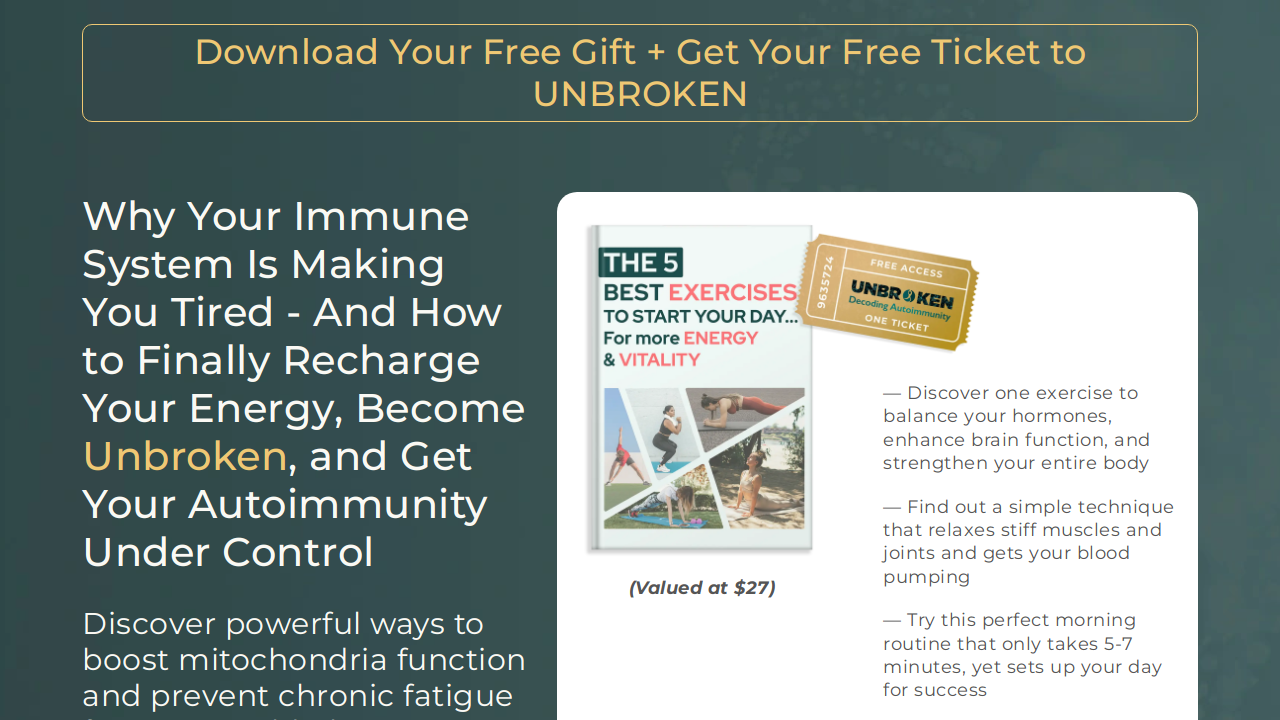 Download Your Free Gift + Get Your Free Ticket to
UNBROKEN
Why Your Immune
System Is Making
You Tired - And How
to Finally Recharge
Your Energy, Become
Unbroken, and Get
Your Autoimmunity
Under Control
Discover powerful ways to
boost mitochondria function
and prevent chronic fatigue
THE 5
BEST EXERCISES
TO START YOUR DAY...
For more ENERGY
& VITALITY
(Valued at $27)
9635724
FREE ACCESS
UNBROKEN
Decoding Autoimmunity
ONE TICKET
— Discover one exercise to
balance your hormones,
enhance brain function, and
strengthen your entire body
— Find out a simple technique
that relaxes stiff muscles and
joints and gets your blood
pumping
— Try this perfect morning
routine that only takes 5-7
minutes, yet sets up your day
for success